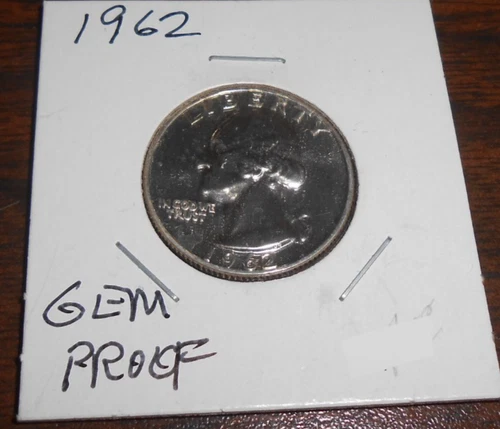 1962
LIBERTY
IN GOD WE
TRUST
1962
GEM
PROOF